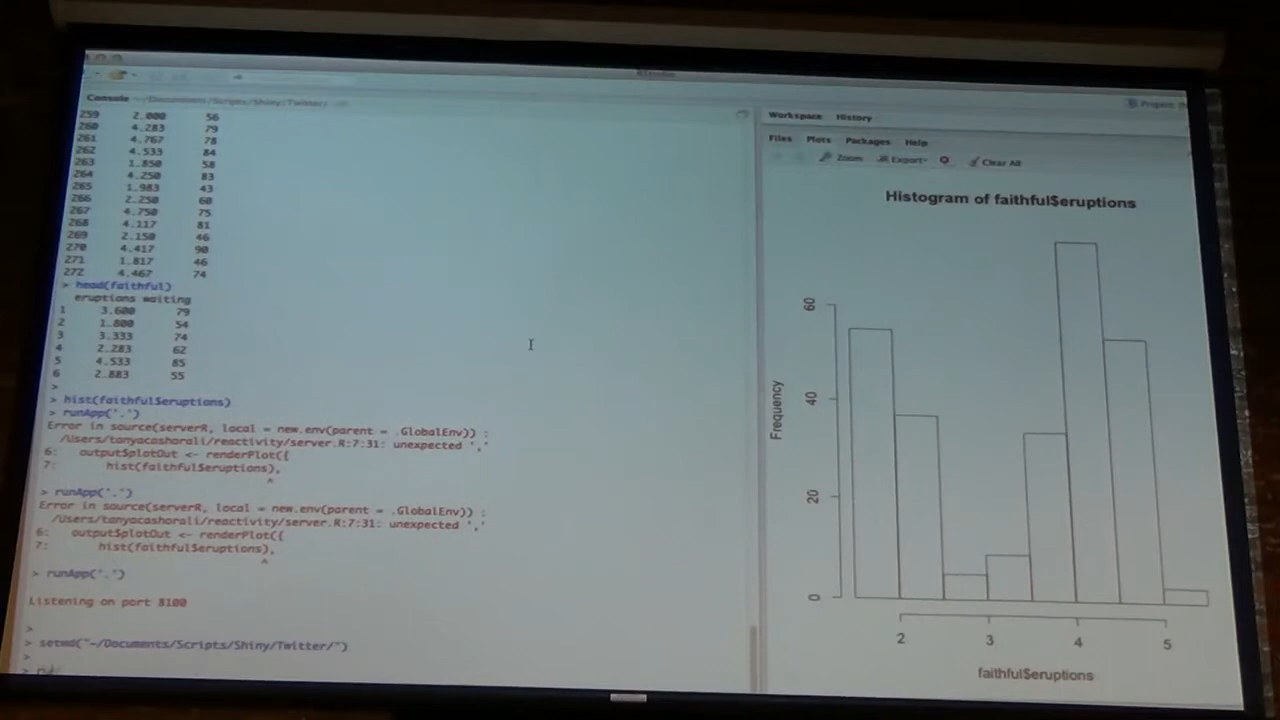 RStudio
Console ~/Documents/Scripts/Shiny/Twitter/
259 2.000 56
260 4.283 79
261 4.767 78
262 4.533 84
263 1.850 58
264 4.250 83
265 1.983 43
266 2.250 60
267 4.750 75
268 4.117 81
269 2.150 46
270 4.417 90
271 1.817 46
272 4.467 74
> head(faithful)
eruptions waiting
1 3.600 79
2 1.800 54
3 3.333 74
4 2.283 62
5 4.533 85
6 2.883 55
>
> hist(faithful$eruptions)
> runApp('.')
Error in source(serverR, local = new.env(parent = .GlobalEnv)) :
/Users/tanyacashorali/reactivity/server.R:7:31: unexpected ','
6: output$plotOut <- renderPlot({
7: hist(faithful$eruptions),
^
> runApp('.')
Error in source(serverR, local = new.env(parent = .GlobalEnv)) :
/Users/tanyacashorali/reactivity/server.R:7:31: unexpected ','
6: output$plotOut <- renderPlot({
7: hist(faithful$eruptions),
^
> runApp('.')
Listening on port 8100
>
> setwd("~/Documents/Scripts/Shiny/Twitter/")
>
>
Project:
Workspace History
Files Plots Packages Help
Zoom Export Clear All
Histogram of faithful$eruptions
Frequency
60
40
20
0
2 3 4 5
faithful$eruptions